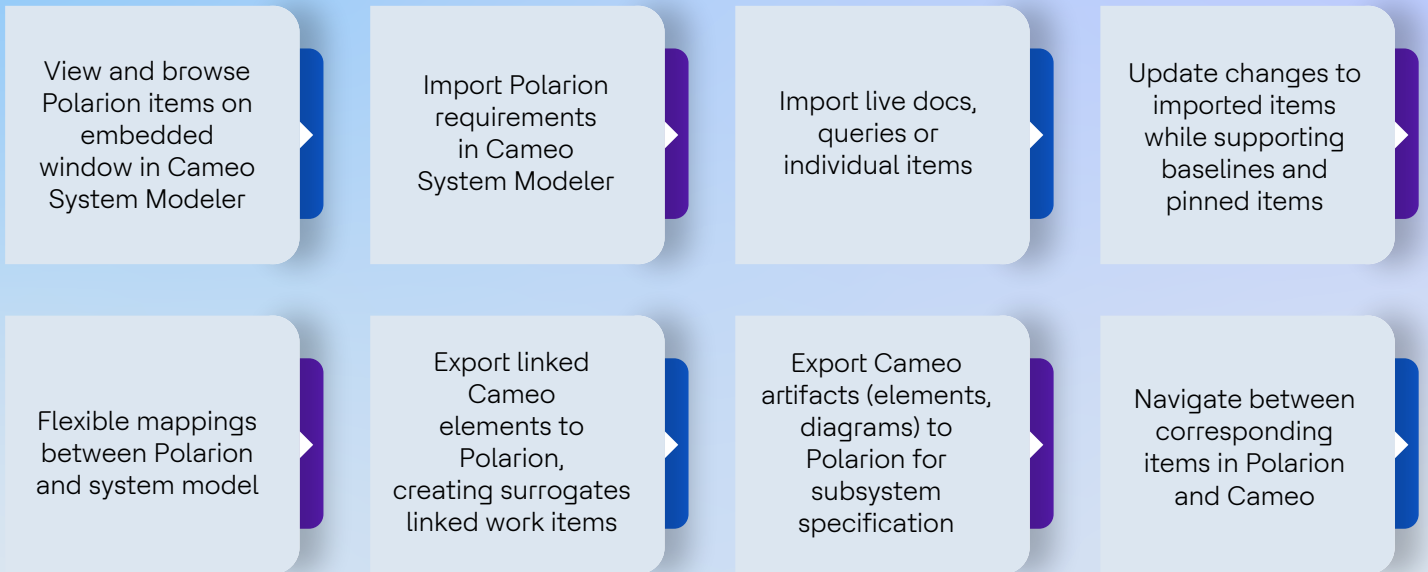 View and browse
Polarion items on
embedded
window in Cameo
System Modeler
Import Polarion
requirements
in Cameo
System Modeler
Import live docs,
queries or
individual items
Update changes to
imported items
while supporting
baselines and
pinned items
Flexible mappings
between Polarion
and system model
Export linked
Cameo
elements to
Polarion,
creating surrogates
linked work items
Export Cameo
artifacts (elements,
diagrams) to
Polarion for
subsystem
specification
Navigate between
corresponding
items in Polarion
and Cameo